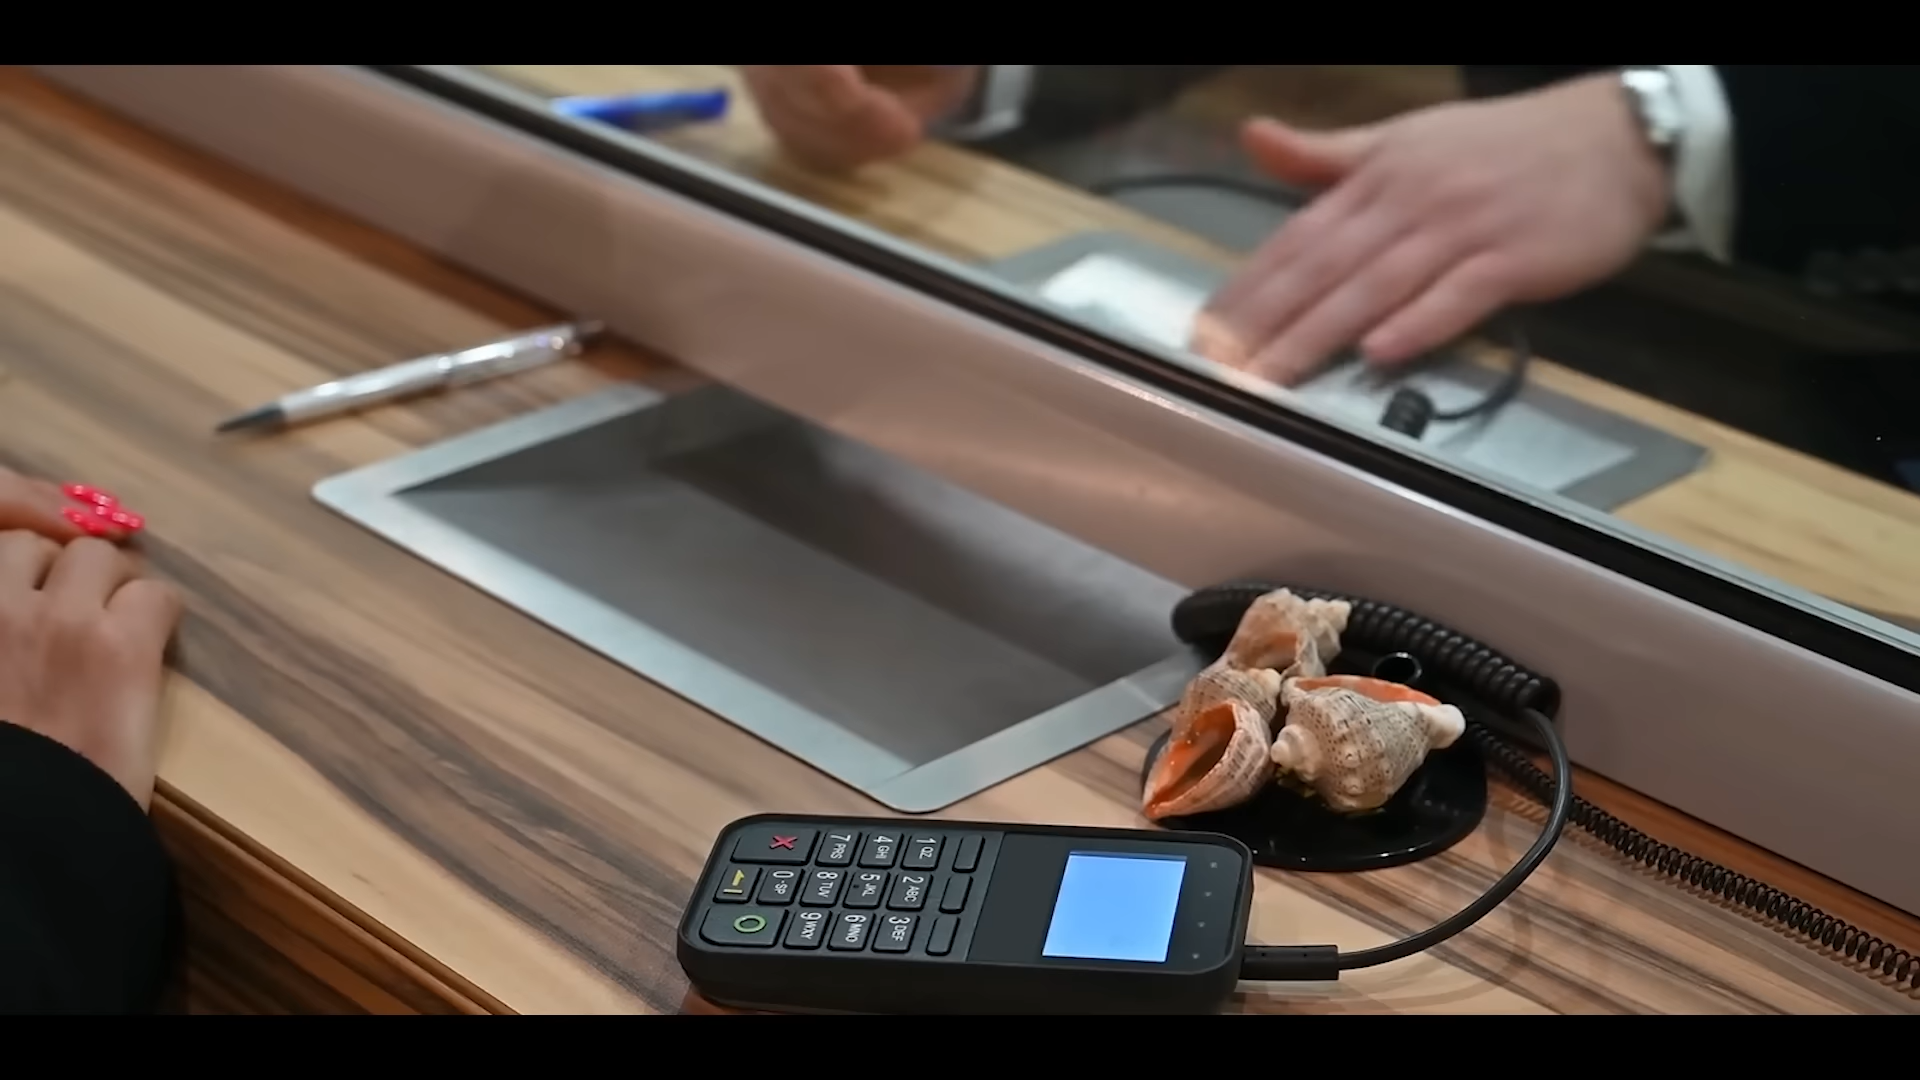 1 QZ
2 ABC
3 DEF
4 GHI
5 JKL
6 MNO
7 PRS
8 TUV
9 WXY
0 -SP